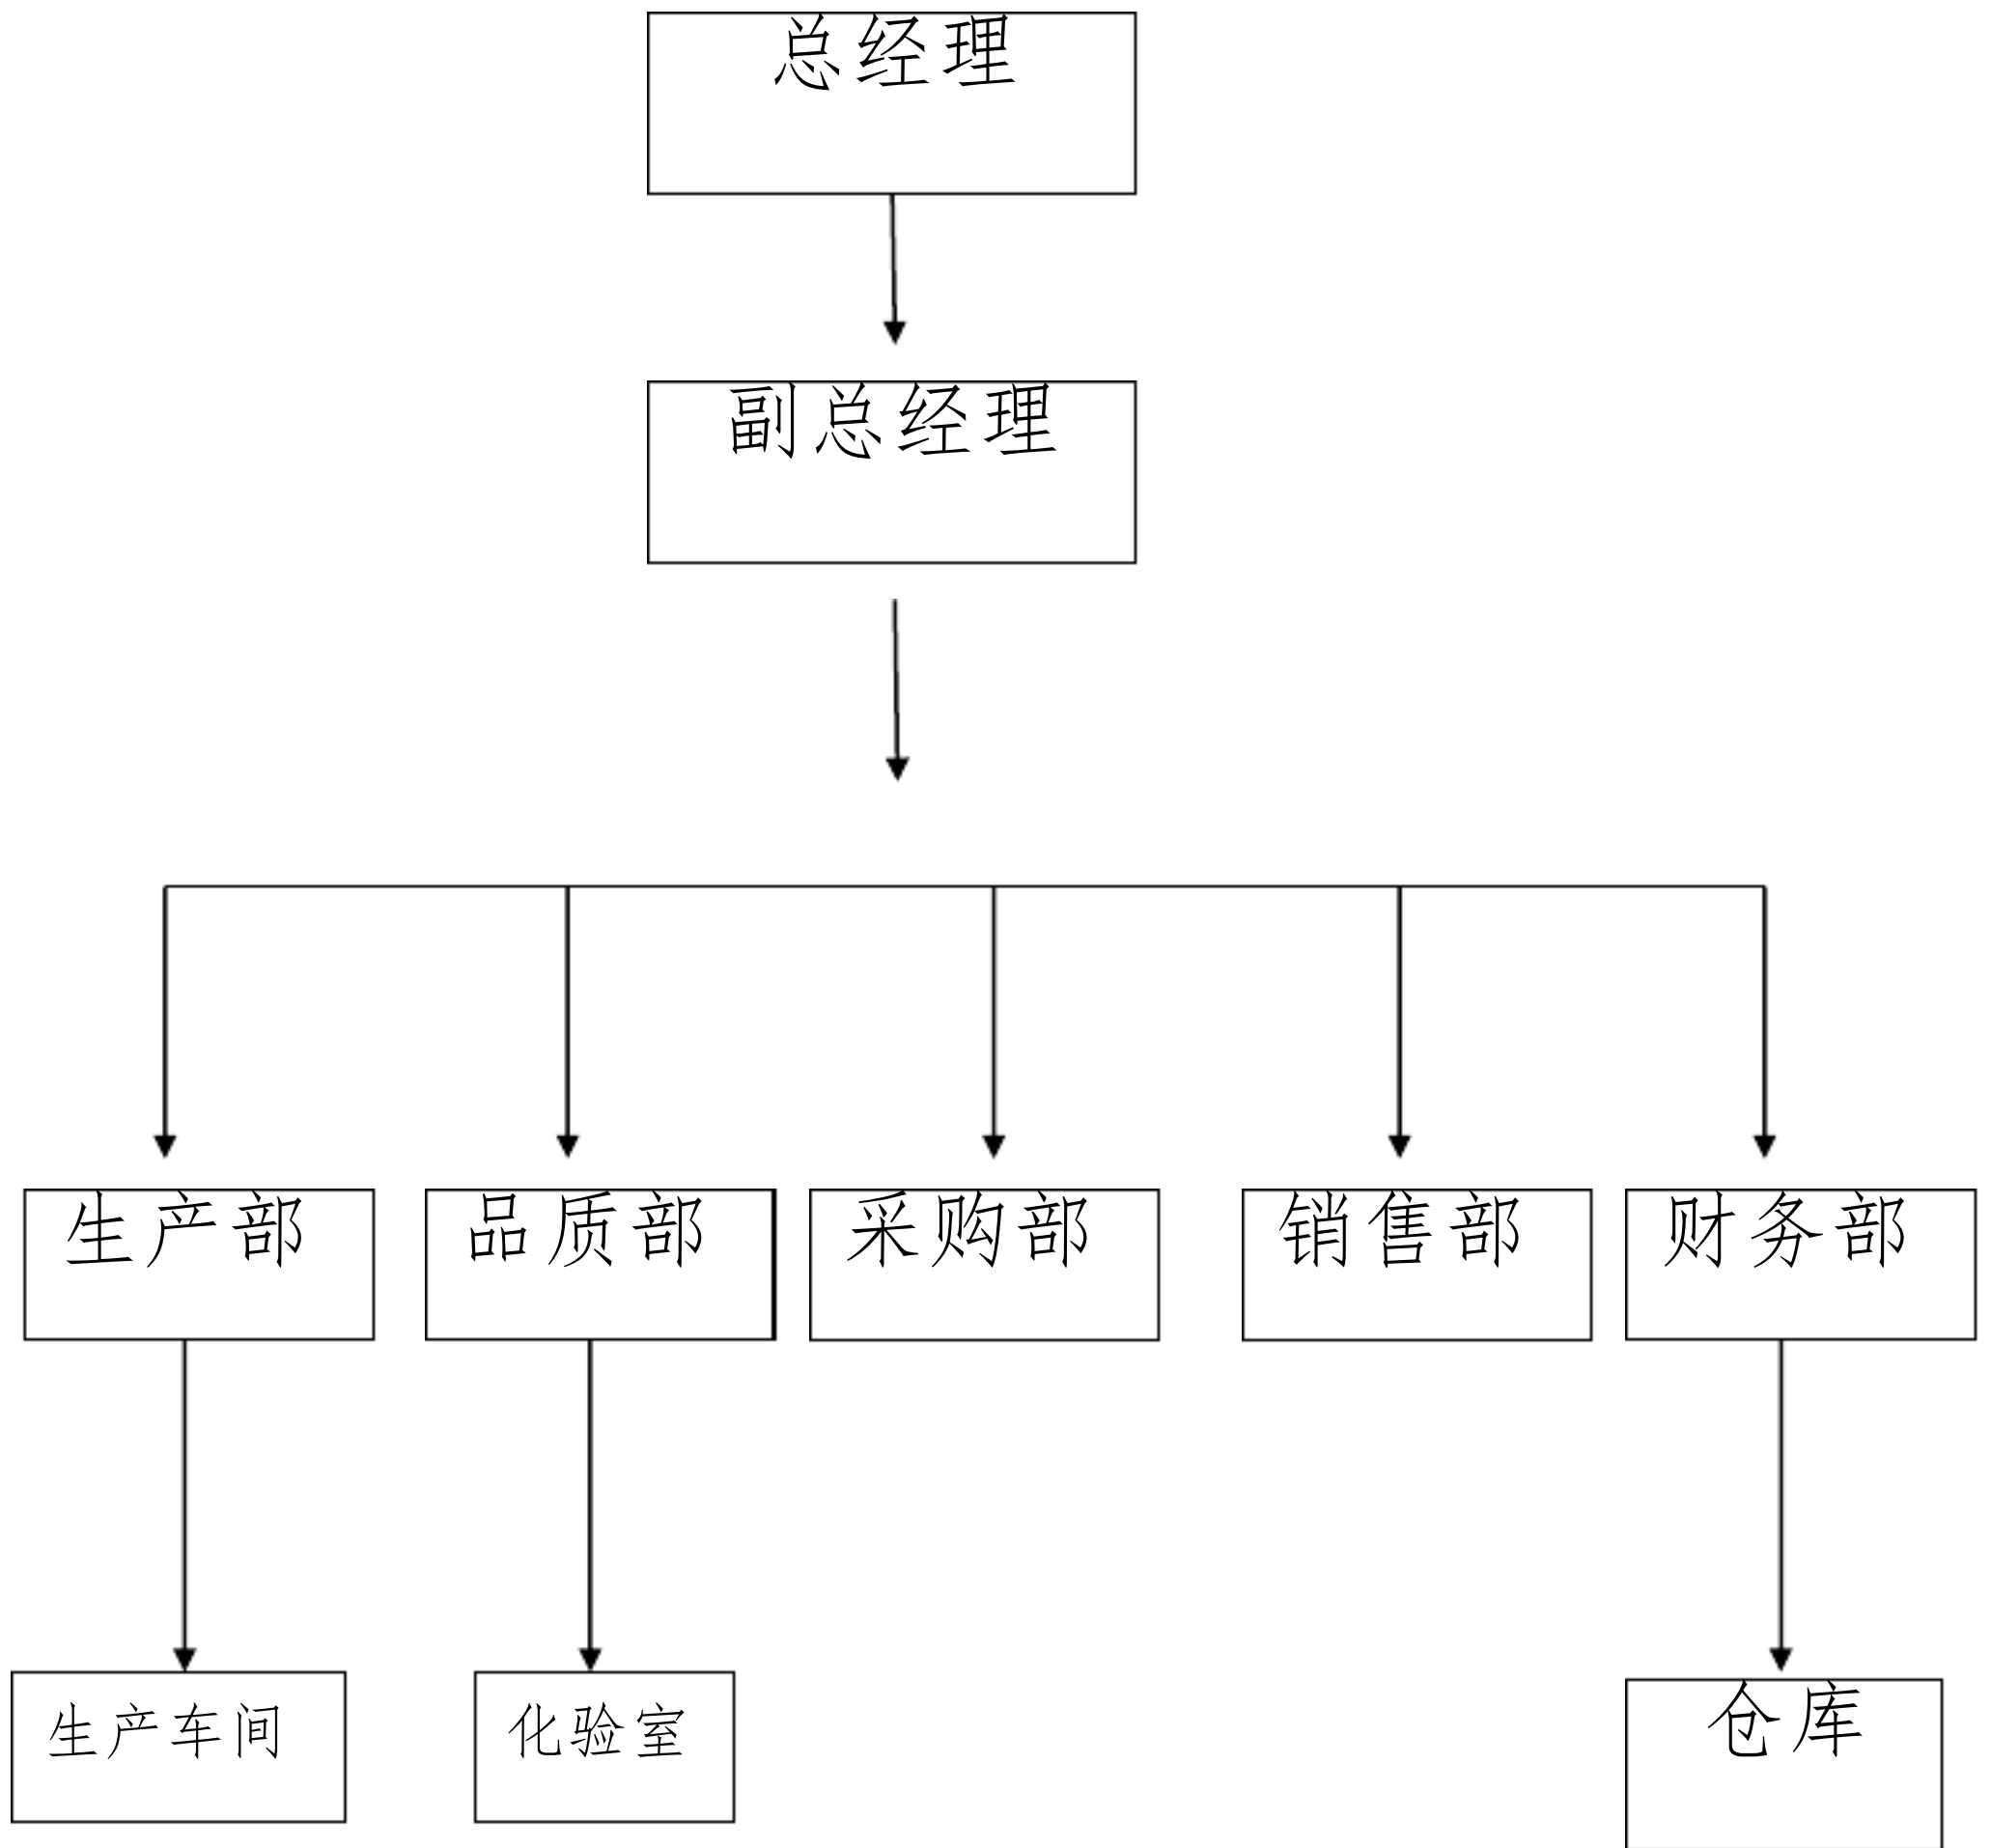 总经理
副总经理
生产部
品质部
采购部
销售部
财务部
生产车间
化验室
仓库